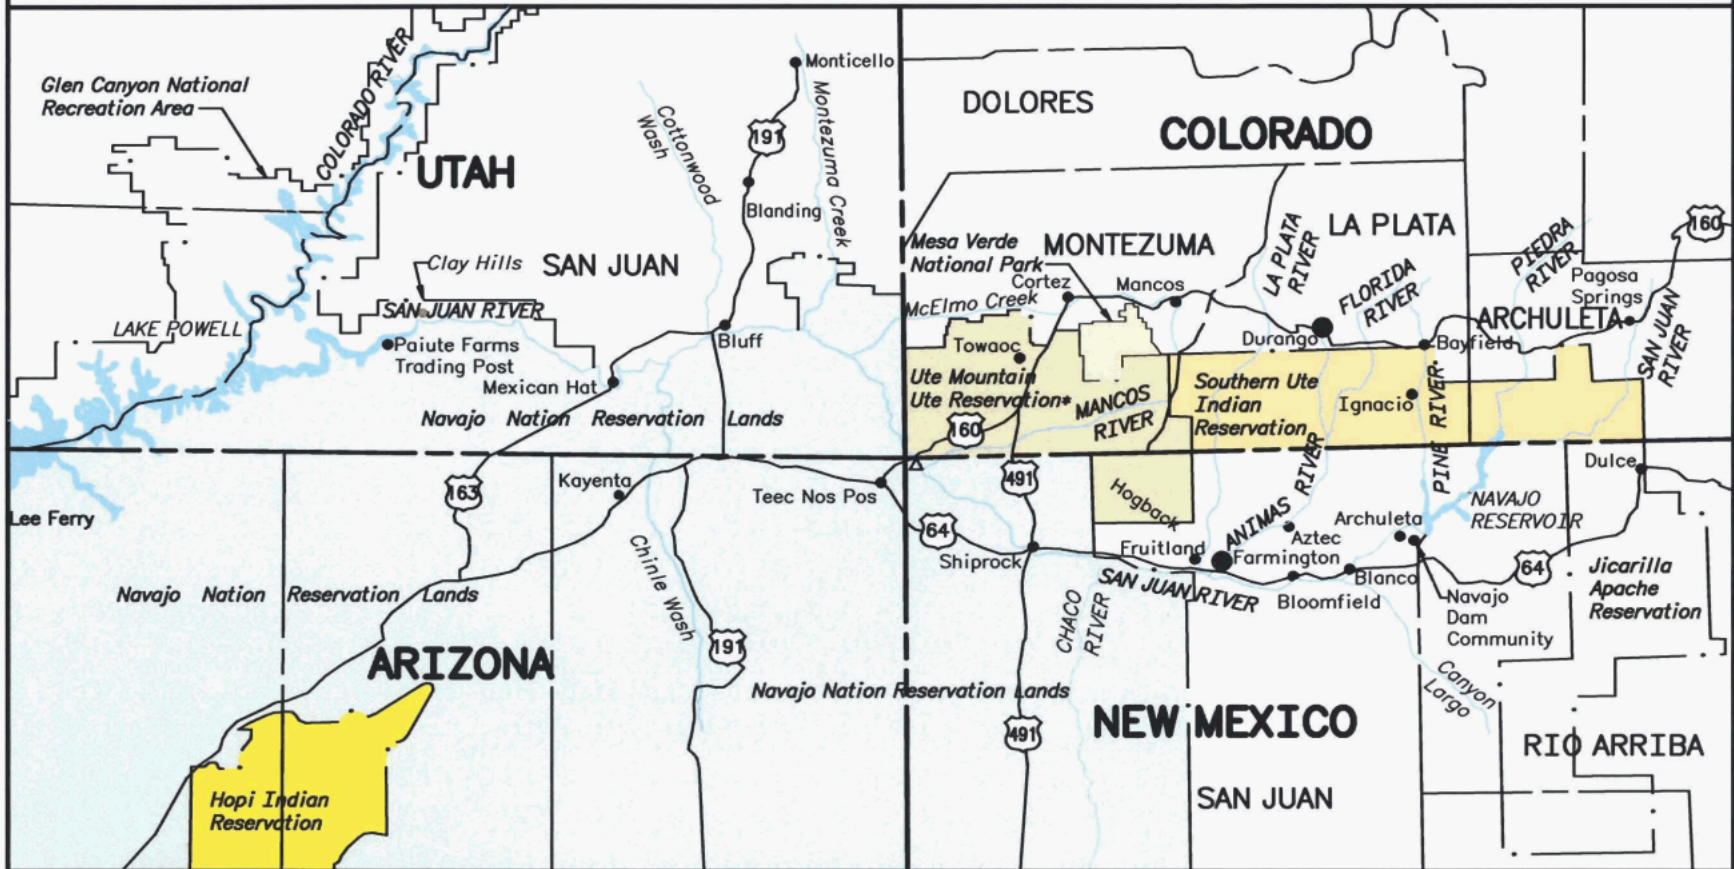 Glen Canyon National
Recreation Area
COLORADO RIVER
UTAH
Cottonwood
Wash
Monticello
191
Montezuma Creek
Blanding
Clay Hills
SAN JUAN
SAN JUAN RIVER
LAKE POWELL
Paiute Farms
Trading Post
Mexican Hat
Bluff
Navajo Nation Reservation Lands
DOLORES
COLORADO
Mesa Verde
National Park
MONTEZUMA
LA PLATA
RIVER
LA PLATA
PIEDRA
RIVER
160
Pagosa
Springs
Cortez
Mancos
FLORIDA
RIVER
McElmo Creek
ARCHULETA
SAN JUAN
RIVER
Durango
Bayfield
Towaoc
Ute Mountain
Ute Reservation*
MANCOS
RIVER
160
Southern Ute
Indian
Reservation
Ignacio
PINE RIVER
163
Kayenta
Teec Nos Pos
Lee Ferry
491
Hogback
Dulce
64
ANIMAS RIVER
NAVAJO
RESERVOIR
Archuleta
Aztec
Shiprock
Fruitland
Farmington
SAN JUAN RIVER
Blanco
Bloomfield
64
Jicarilla
Apache
Reservation
Navajo
Dam
Community
Navajo Nation Reservation Lands
Chinle Wash
191
CHACO
RIVER
Canyon
Largo
ARIZONA
Navajo Nation Reservation Lands
NEW MEXICO
491
RIO ARRIBA
SAN JUAN
Hopi Indian
Reservation